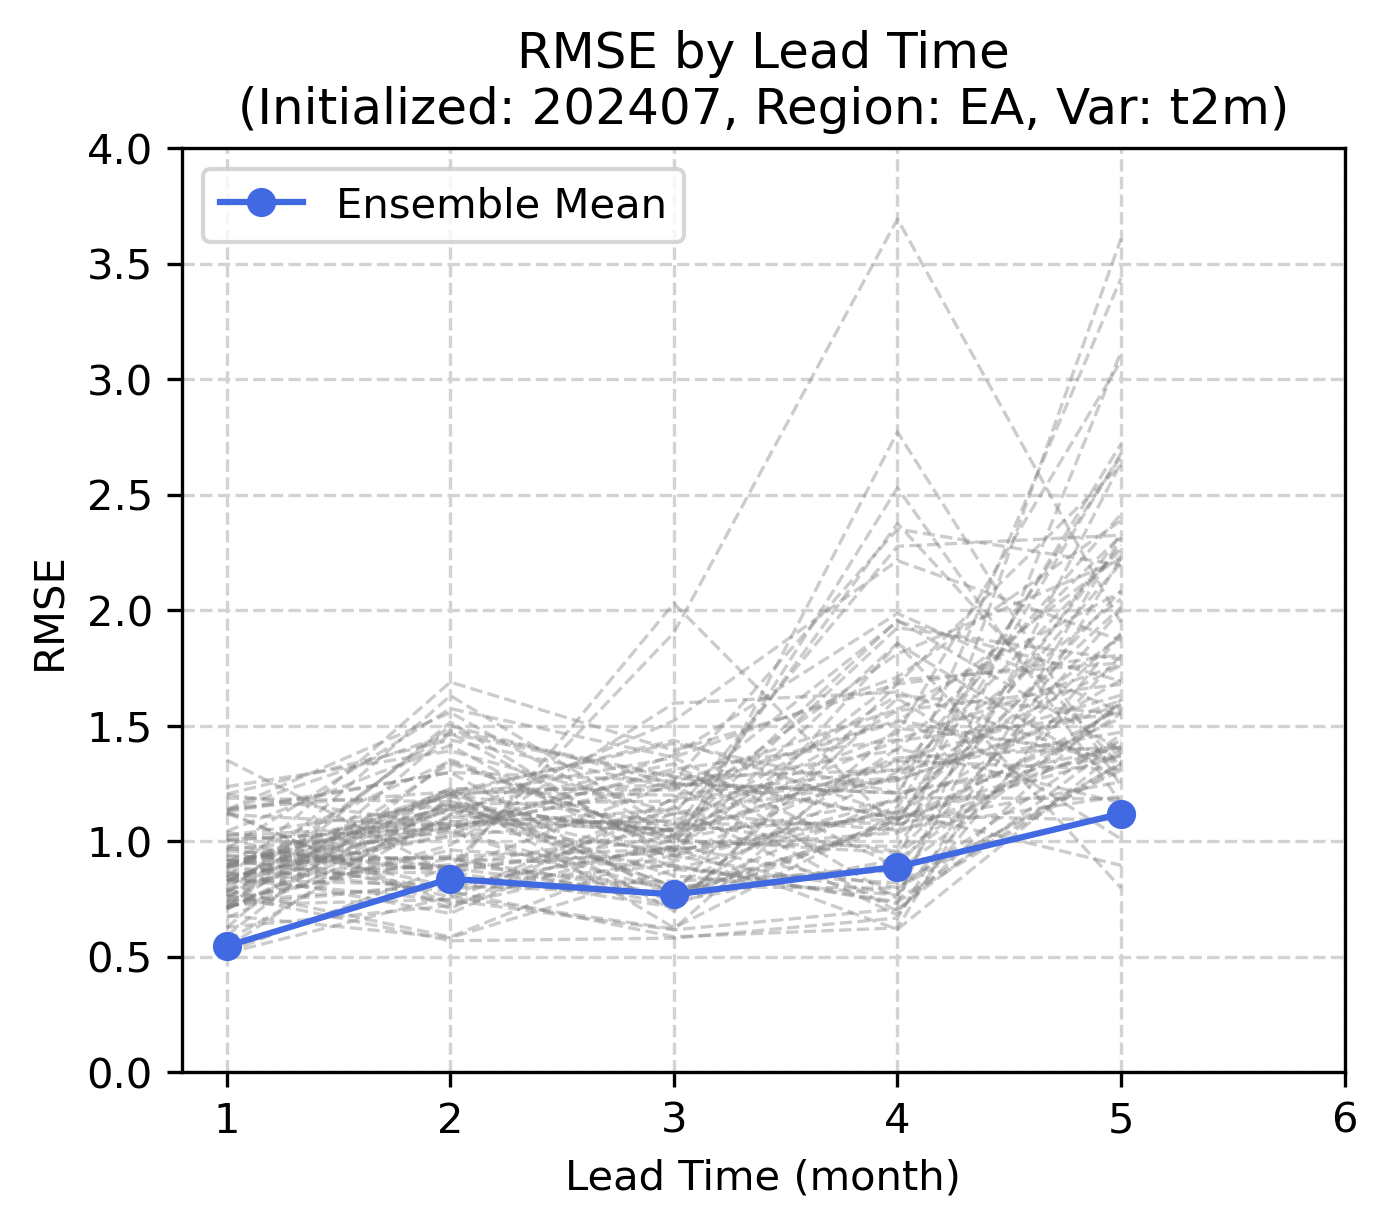 RMSE by Lead Time
(Initialized: 202407, Region: EA, Var: t2m)
Ensemble Mean
4.0
3.5
3.0
2.5
2.0
1.5
1.0
0.5
0.0
RMSE
1 2 3 4 5 6
Lead Time (month)